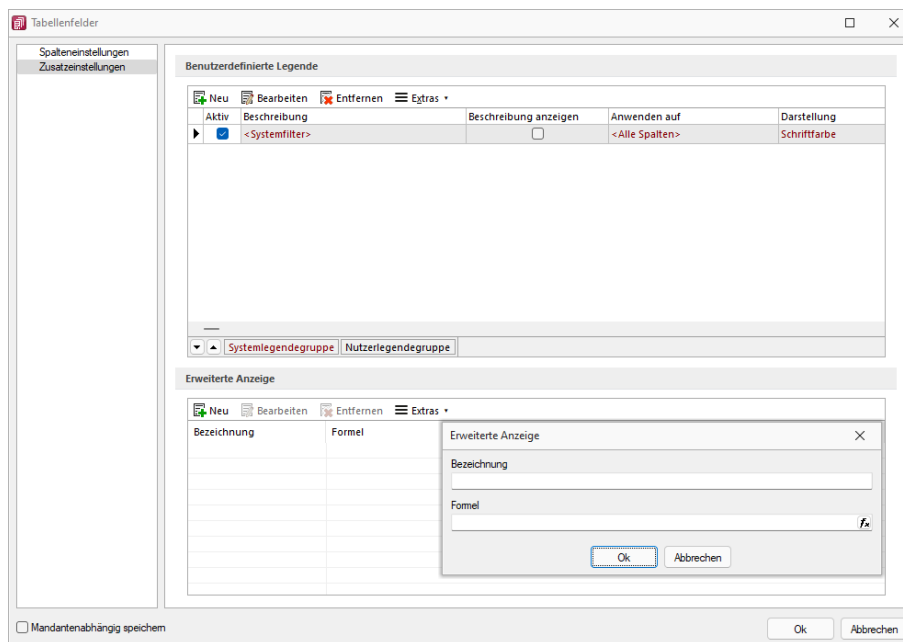 Tabellenfelder
Spalteneinstellungen
Zusatzeinstellungen
Benutzerdefinierte Legende
Neu Bearbeiten Entfernen Extras
Aktiv Beschreibung Beschreibung anzeigen Anwenden auf Darstellung
<Systemfilter> <Alle Spalten> Schriftfarbe
Systemlegendegruppe Nutzerlegendegruppe
Erweiterte Anzeige
Neu Bearbeiten Entfernen Extras
Bezeichnung Formel
Erweiterte Anzeige
Bezeichnung
Formel
fx
Ok Abbrechen
Mandantenabhängig speichern
Ok Abbrechen